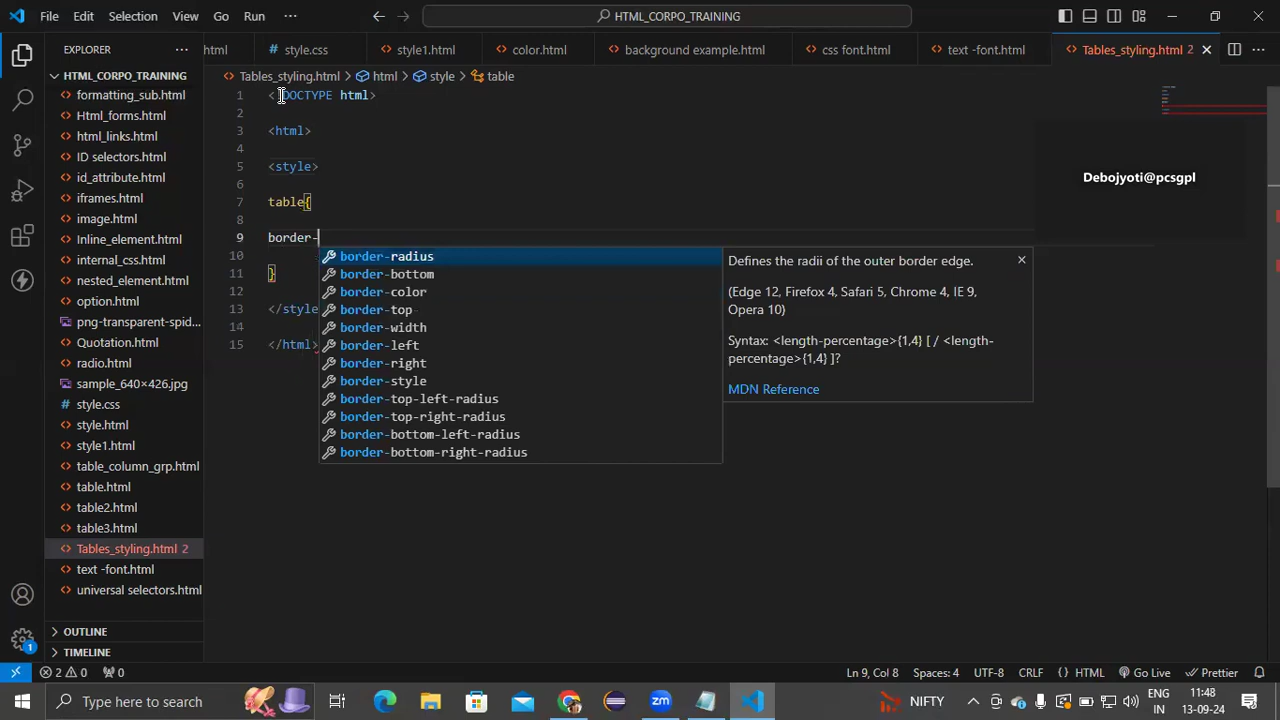 File Edit Selection View Go Run ··· HTML_CORPO_TRAINING
EXPLORER ··· html style.css style1.html color.html background example.html css font.html text -font.html Tables_styling.html 2
HTML_CORPO_TRAINING
formatting_sub.html
Html_forms.html
html_links.html
ID selectors.html
id_attribute.html
iframes.html
image.html
Inline_element.html
internal_css.html
nested_element.html
option.html
png-transparent-spid...
Quotation.html
radio.html
sample_640×426.jpg
style.css
style.html
style1.html
table_column_grp.html
table.html
table2.html
table3.html
Tables_styling.html 2
text -font.html
universal selectors.html
OUTLINE
TIMELINE
Tables_styling.html > html > style > table
1 <!DOCTYPE html>
2
3 <html>
4
5 <style>
6
7 table{
8
9 border-
10
11 }
12
13 </style
14
15 </html>
border-radius
border-bottom
border-color
border-top
border-width
border-left
border-right
border-style
border-top-left-radius
border-top-right-radius
border-bottom-left-radius
border-bottom-right-radius
Defines the radii of the outer border edge.
(Edge 12, Firefox 4, Safari 5, Chrome 4, IE 9,
Opera 10)
Syntax: <length-percentage>{1,4} [ / <length-
percentage>{1,4} ]?
MDN Reference
Debojyoti@pcsgpl
1
2 0 0 Ln 9, Col 8 Spaces: 4 UTF-8 CRLF { } HTML Go Live Prettier
Type here to search zm NIFTY ENG
IN 11:48
13-09-24 1